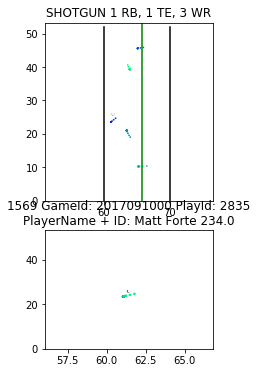 SHOTGUN 1 RB, 1 TE, 3 WR
50
40
30
20
10
0
60 70
1569 GameId: 2017091000 PlayId: 2835
PlayerName + ID: Matt Forte 234.0
40
20
0
57.5 60.0 62.5 65.0